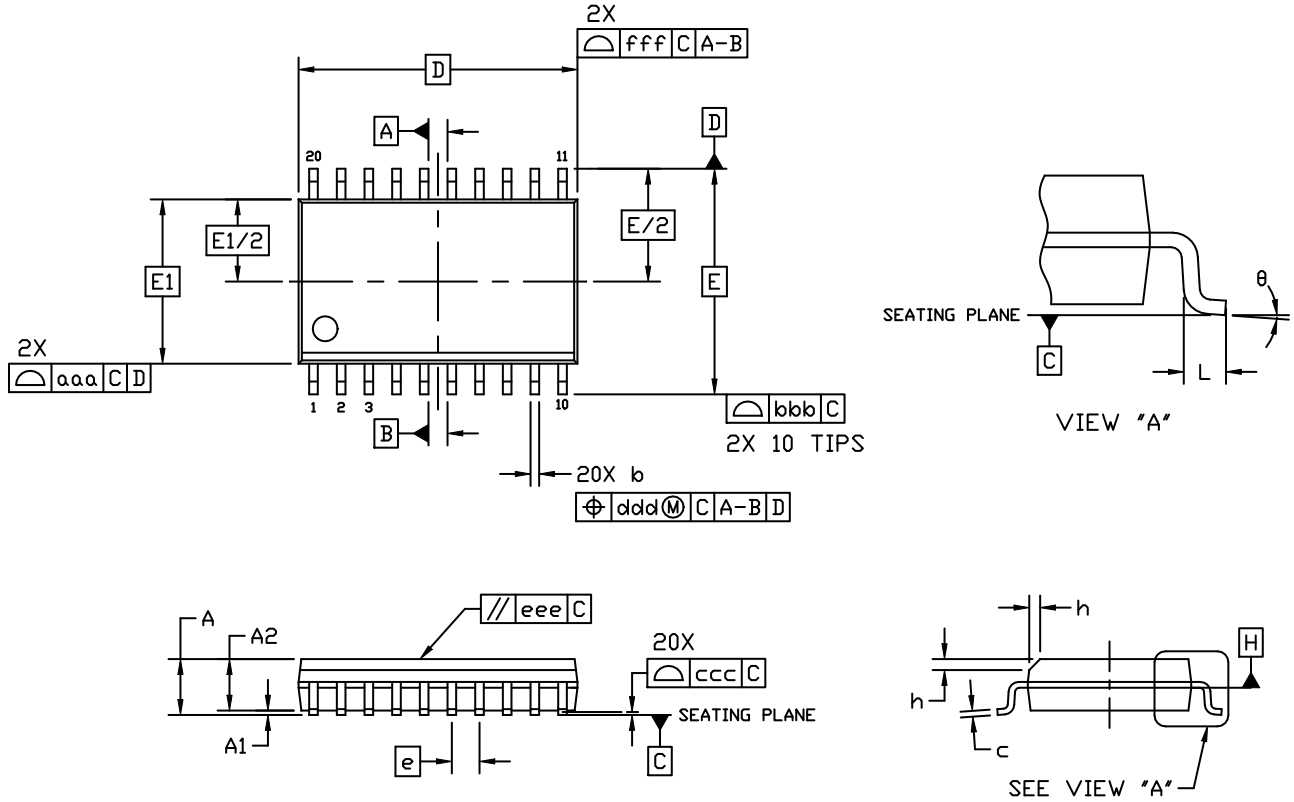 2X
fff C A-B
D
A
D
20 11
E/2
E1/2
E1
E
2X
aaa C D
1 2 3 10
bbb C
2X 10 TIPS
B
20X b
ddd Ⓜ C A-B D
θ
SEATING PLANE
C
L
VIEW "A"
// eee C
A
A2
20X
ccc C
SEATING PLANE
A1
e
C
h
H
h
c
SEE VIEW "A"